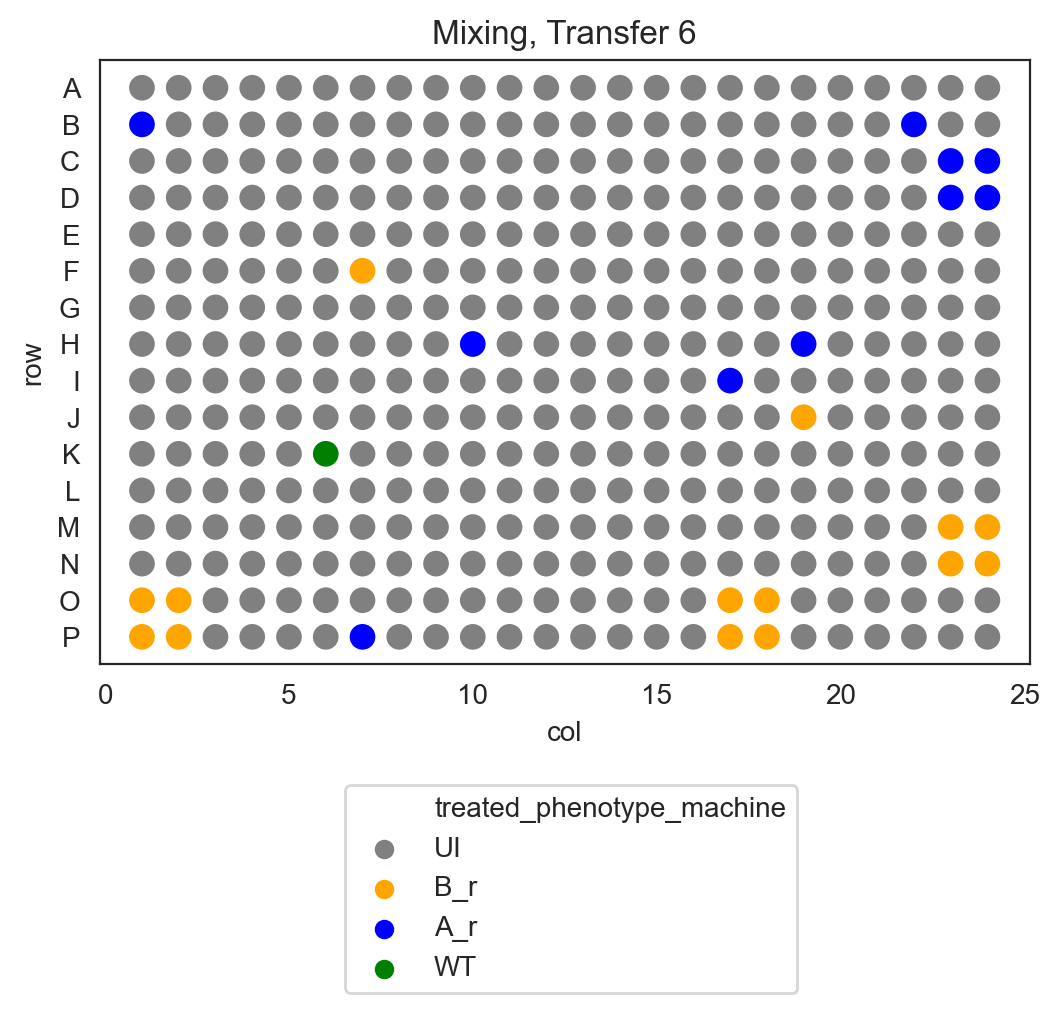 Mixing, Transfer 6
A
B
C
D
E
F
G
H
I
J
K
L
M
N
O
P
row
0 5 10 15 20 25
col
treated_phenotype_machine
UI
B_r
A_r
WT